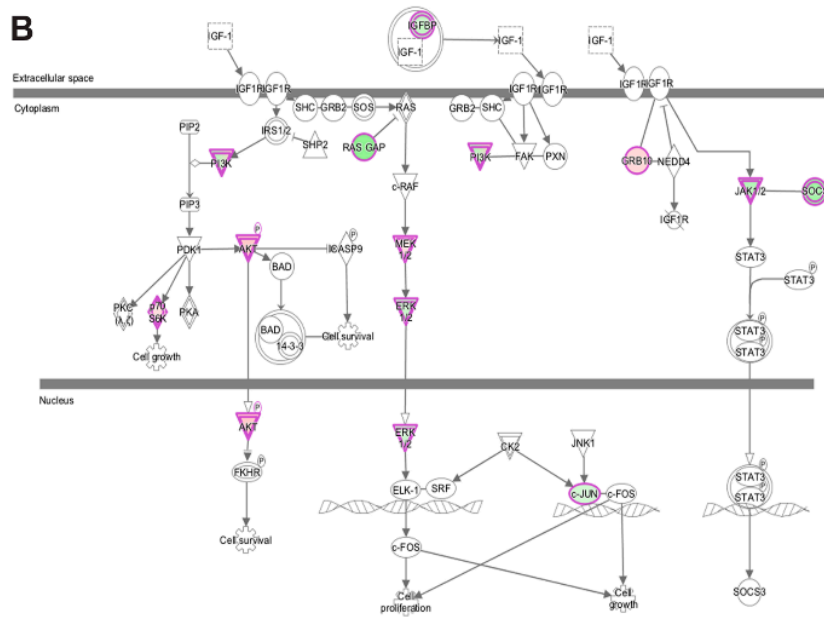 B
IGF-1
IGFBP
IGF-1
IGF-1
IGF-1
Extracellular space
Cytoplasm
IGF1R
IGF1R
IGF1R
IGF1R
IGF1R
IGF1R
SHC
GRB2
SOS
RAS
GRB2
SHC
PIP2
IRS1/2
SHP2
RAS GAP
PI3K
PI3K
FAK
PXN
GRB10
NEDD4
JAK1/2
SOCS
c-RAF
PIP3
IGF1R
PDK1
AKT
P
CASP9
P
MEK
1/2
BAD
STAT3
STAT3
P
PKC
(λ,ζ)
p70
S6K
PKA
ERK
1/2
BAD
14-3-3
Cell survival
Cell growth
P
STAT3
P
STAT3
Nucleus
AKT
P
ERK
1/2
CK2
JNK1
FKHR
P
ELK-1
SRF
c-JUN
c-FOS
P
STAT3
P
STAT3
Cell survival
c-FOS
Cell
proliferation
Cell
growth
SOCS3